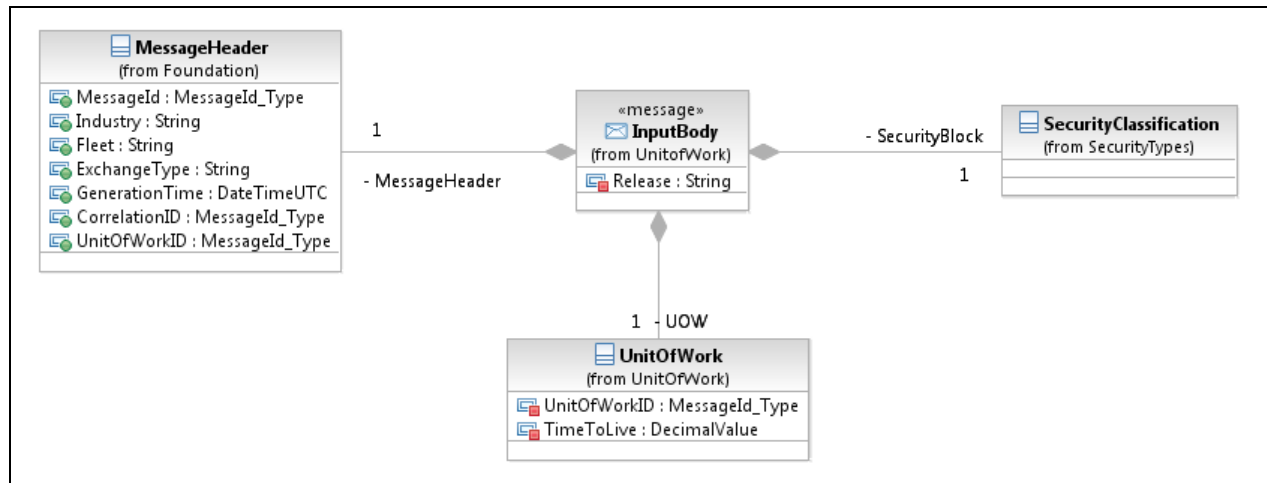 MessageHeader
(from Foundation)
MessageId : MessageId_Type
Industry : String
Fleet : String
ExchangeType : String
GenerationTime : DateTimeUTC
CorrelationID : MessageId_Type
UnitOfWorkID : MessageId_Type
1
- MessageHeader
«message»
InputBody
(from UnitofWork)
Release : String
- SecurityBlock
1
SecurityClassification
(from SecurityTypes)
1 - UOW
UnitOfWork
(from UnitOfWork)
UnitOfWorkID : MessageId_Type
TimeToLive : DecimalValue